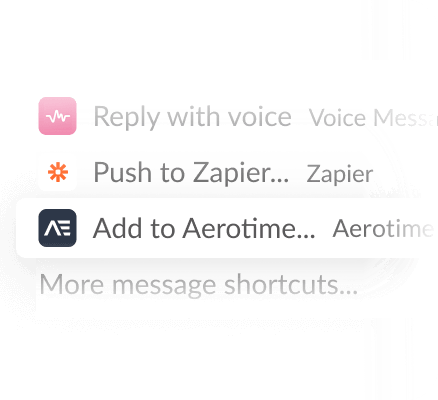 Reply with voice Voice Messa
Push to Zapier... Zapier
Add to Aerotime... Aerotime
More message shortcuts...